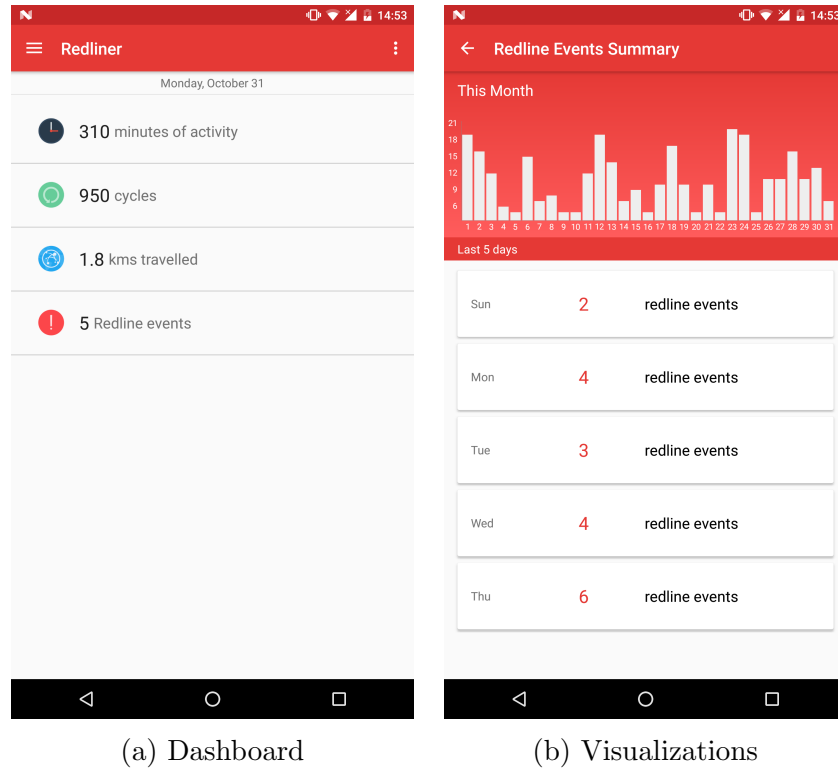 14:53
Redliner
Monday, October 31
310 minutes of activity
950 cycles
1.8 kms travelled
5 Redline events
(a) Dashboard
14:53
Redline Events Summary
This Month
21
18
15
12
9
6
1 2 3 4 5 6 7 8 9 10 11 12 13 14 15 16 17 18 19 20 21 22 23 24 25 26 27 28 29 30 31
Last 5 days
Sun 2 redline events
Mon 4 redline events
Tue 3 redline events
Wed 4 redline events
Thu 6 redline events
(b) Visualizations